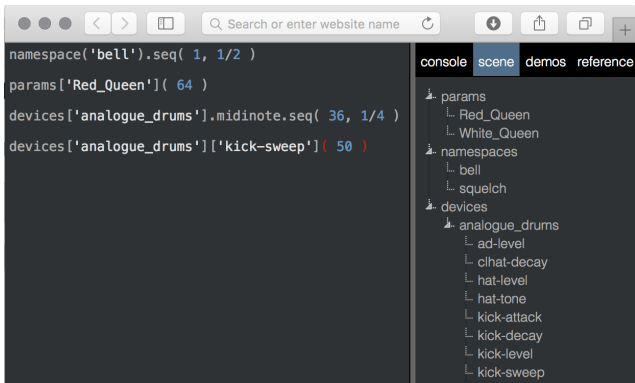 Search or enter website name
namespace('bell').seq( 1, 1/2 )
params['Red_Queen']( 64 )
devices['analogue_drums'].midinote.seq( 36, 1/4 )
devices['analogue_drums']['kick-sweep']( 50 )
console scene demos reference
params
Red_Queen
White_Queen
namespaces
bell
squelch
devices
analogue_drums
ad-level
clhat-decay
hat-level
hat-tone
kick-attack
kick-decay
kick-level
kick-sweep